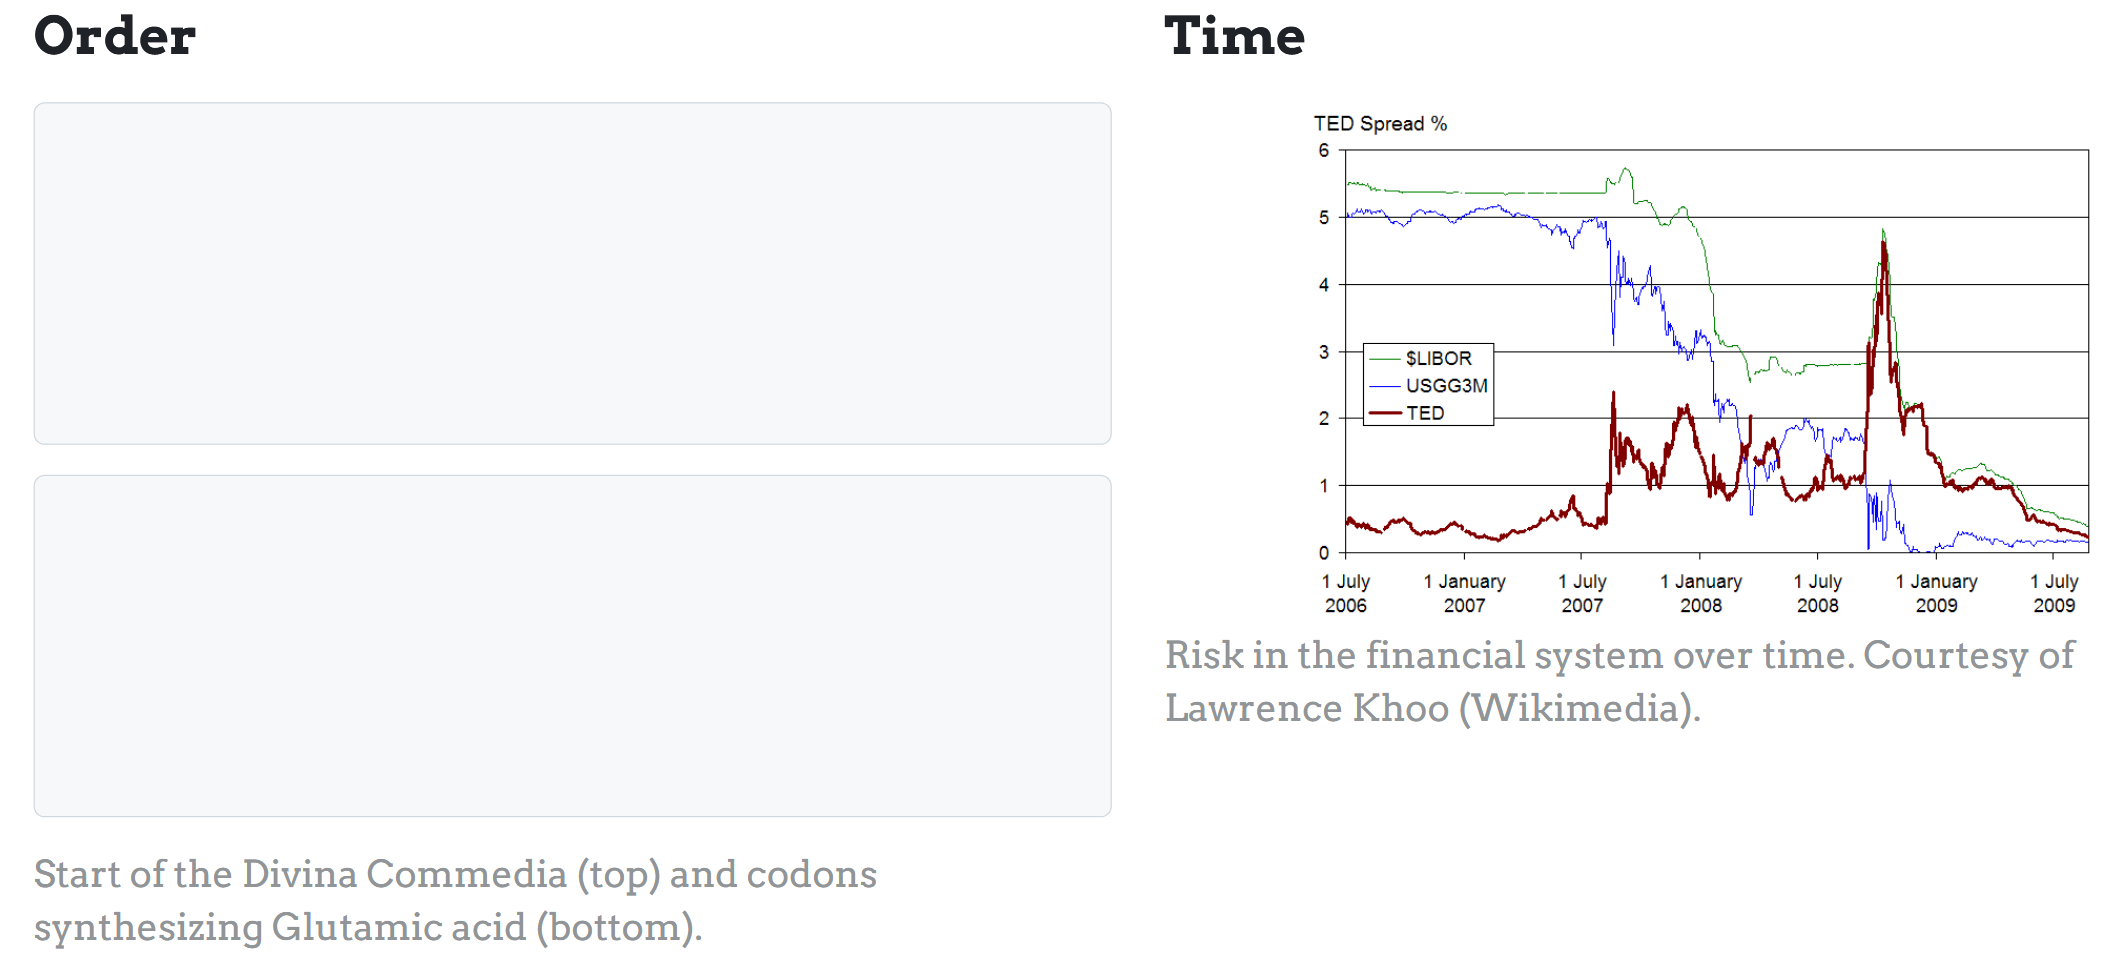 Order
Start of the Divina Commedia (top) and codons
synthesizing Glutamic acid (bottom).
Time
TED Spread %
6
5
4
3
2
1
0
$LIBOR
USGG3M
TED
1 July 1 January 1 July 1 January 1 July 1 January 1 July
2006 2007 2007 2008 2008 2009 2009
Risk in the financial system over time. Courtesy of
Lawrence Khoo (Wikimedia).